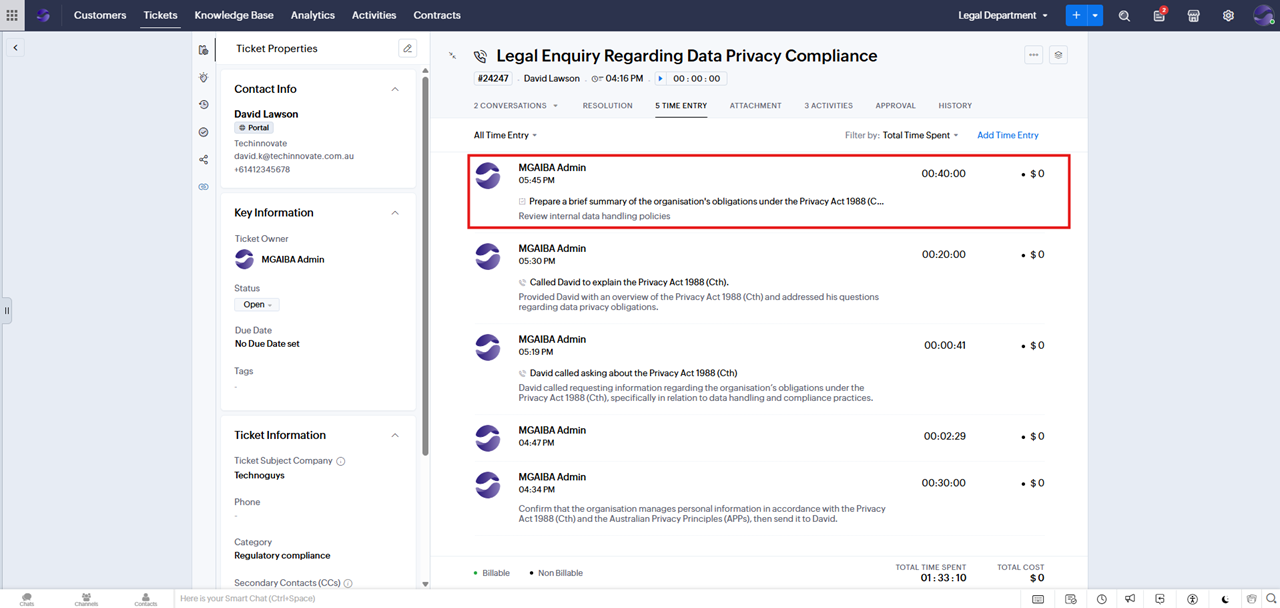 Customers Tickets Knowledge Base Analytics Activities Contracts Legal Department 2
Ticket Properties
Contact Info
David Lawson
Portal
Techinnovate
david.k@techinnovate.com.au
+61412345678
Key Information
Ticket Owner
MGAIBA Admin
Status
Open
Due Date
No Due Date set
Tags
-
Ticket Information
Ticket Subject Company
Technoguys
Phone
-
Category
Regulatory compliance
Secondary Contacts (CCs)
Legal Enquiry Regarding Data Privacy Compliance
#24247 . David Lawson . 04:16 PM . 00 : 00 : 00
2 CONVERSATIONS RESOLUTION 5 TIME ENTRY ATTACHMENT 3 ACTIVITIES APPROVAL HISTORY
All Time Entry Filter by: Total Time Spent Add Time Entry
MGAIBA Admin 00:40:00 • $ 0
05:45 PM
Prepare a brief summary of the organisation's obligations under the Privacy Act 1988 (C...
Review internal data handling policies
MGAIBA Admin 00:20:00 • $ 0
05:30 PM
Called David to explain the Privacy Act 1988 (Cth).
Provided David with an overview of the Privacy Act 1988 (Cth) and addressed his questions
regarding data privacy obligations.
MGAIBA Admin 00:00:41 • $ 0
05:19 PM
David called asking about the Privacy Act 1988 (Cth)
David called requesting information regarding the organisation's obligations under the
Privacy Act 1988 (Cth), specifically in relation to data handling and compliance practices.
MGAIBA Admin 00:02:29 • $ 0
04:47 PM
MGAIBA Admin 00:30:00 • $ 0
04:34 PM
Confirm that the organisation manages personal information in accordance with the Privacy
Act 1988 (Cth) and the Australian Privacy Principles (APPs), then send it to David.
• Billable • Non Billable
TOTAL TIME SPENT TOTAL COST
01 : 33 : 10 $ 0
Chats Channels Contacts Here is your Smart Chat (Ctrl+Space)